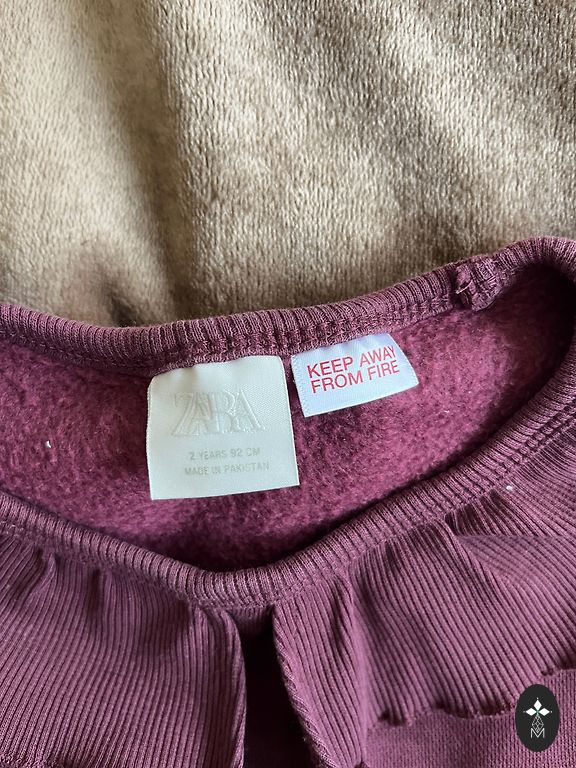 ZARA
2 YEARS 92 CM
MADE IN PAKISTAN
KEEP AWAY
FROM FIRE